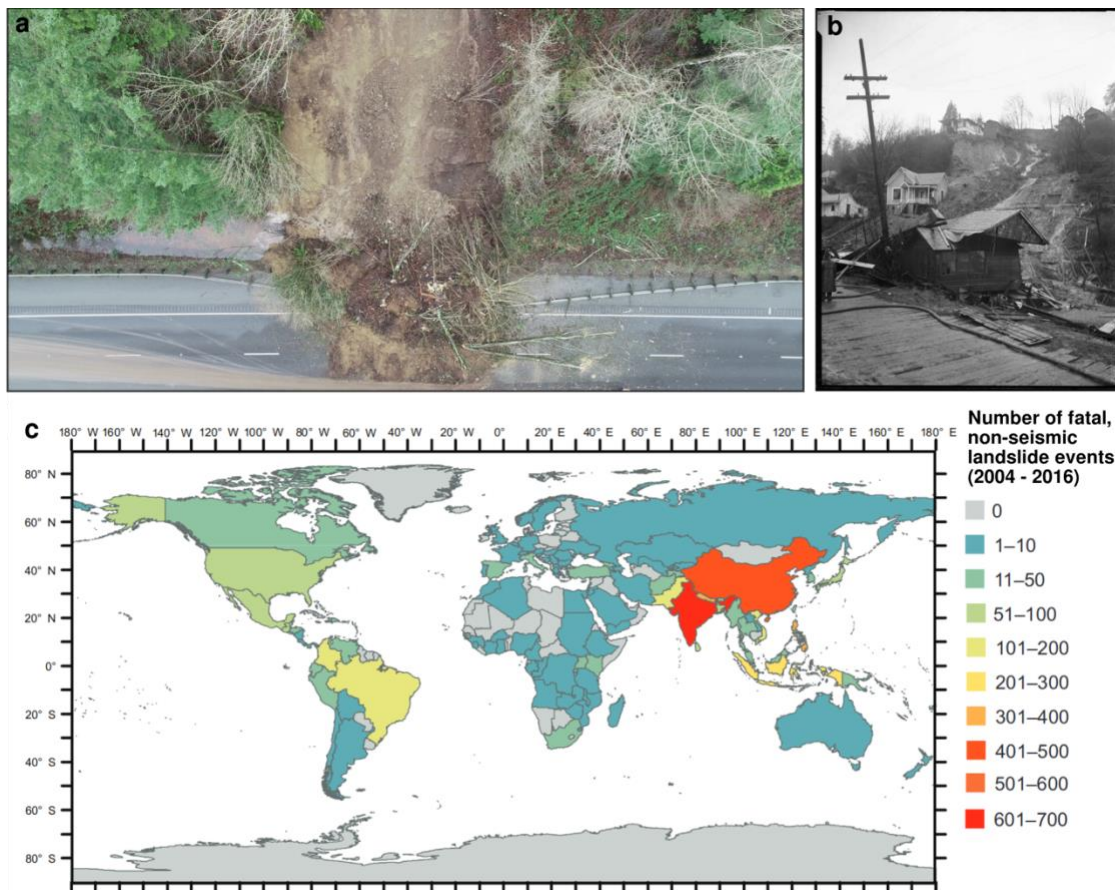 a
b
c
180° W 160° W 140° W 120° W 100° W 80° W 60° W 40° W 20° W 0° 20° E 40° E 60° E 80° E 100° E 120° E 140° E 160° E 180° E
80° N
60° N
40° N
20° N
0°
20° S
40° S
60° S
80° S
Number of fatal,
non-seismic
landslide events
(2004 - 2016)
0
1–10
11–50
51–100
101–200
201–300
301–400
401–500
501–600
601–700